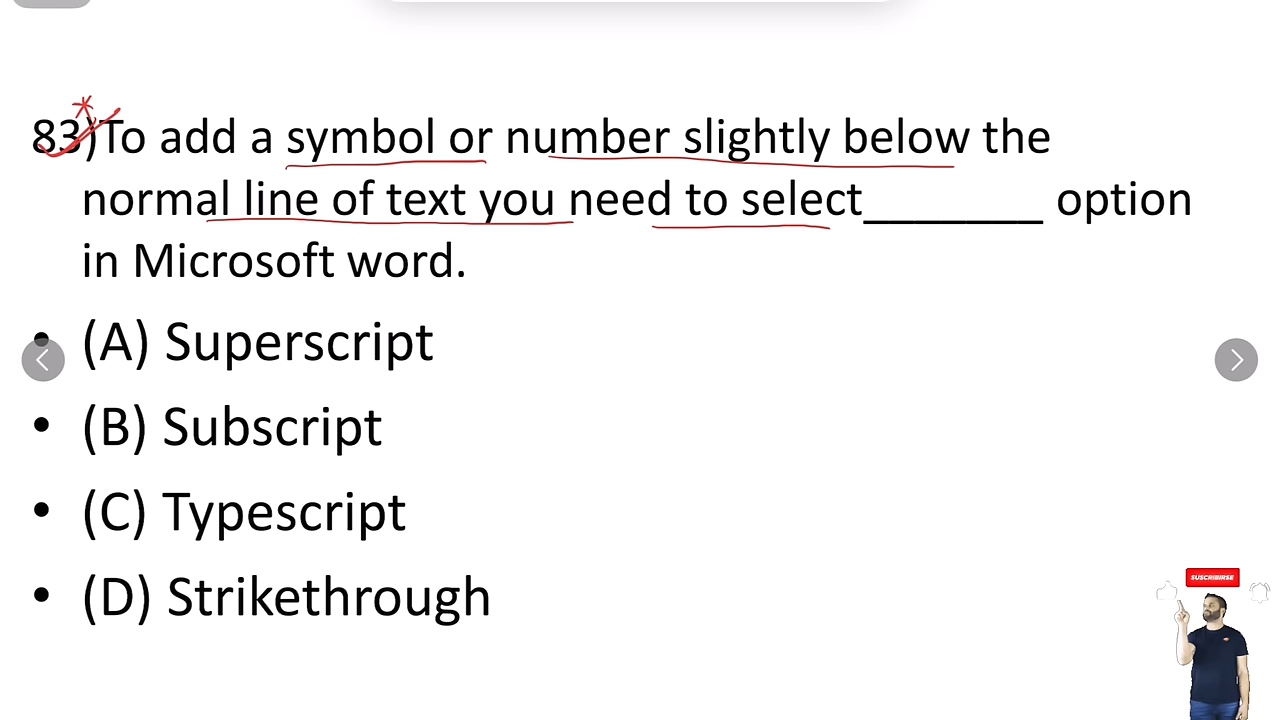 83)To add a symbol or number slightly below the
normal line of text you need to select_______ option
in Microsoft word.
• (A) Superscript
• (B) Subscript
• (C) Typescript
• (D) Strikethrough
SUSCRIBIRSE